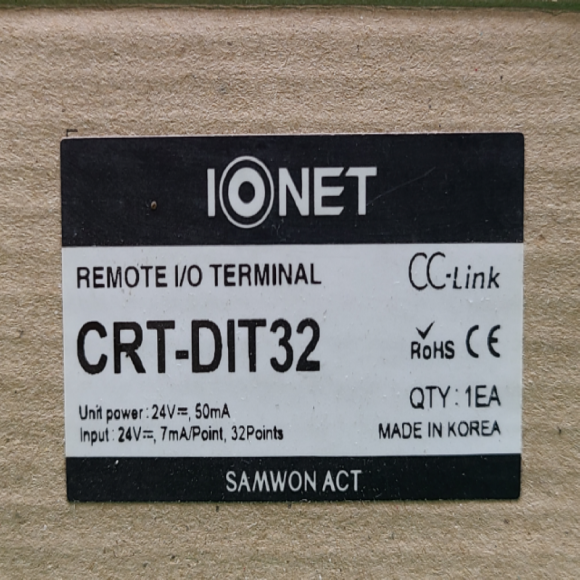 IONET
REMOTE I/O TERMINAL
CC-Link
CRT-DIT32
RoHS CE
Unit power : 24V⎓, 50mA
QTY : 1EA
Input : 24V⎓, 7mA/Point, 32Points
MADE IN KOREA
SAMWON ACT